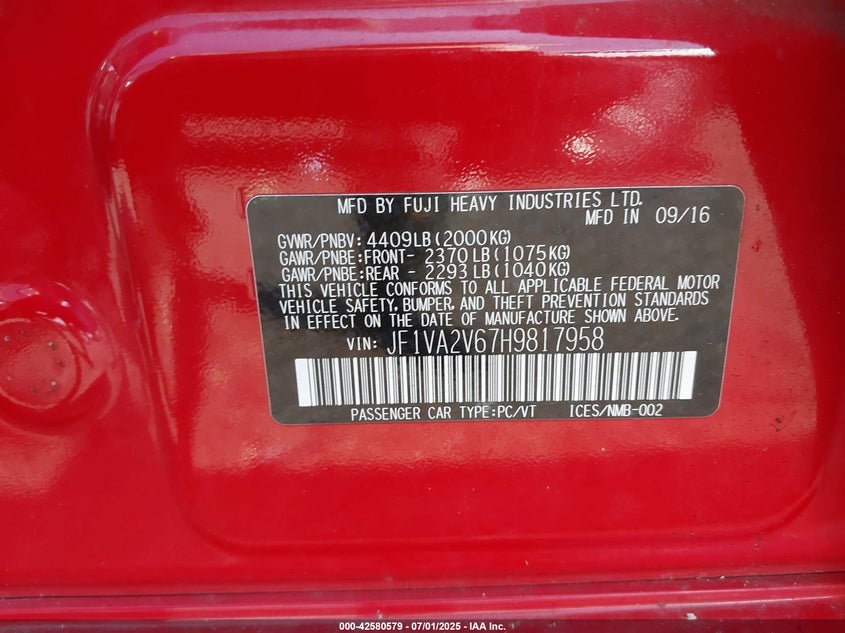 MFD BY FUJI HEAVY INDUSTRIES LTD.
MFD IN 09/16
GVWR/PNBV: 4409LB(2000KG)
GAWR/PNBE:FRONT- 2370LB(1075KG)
GAWR/PNBE:REAR - 2293LB(1040KG)
THIS VEHICLE CONFORMS TO ALL APPLICABLE FEDERAL MOTOR
VEHICLE SAFETY, BUMPER, AND THEFT PREVENTION STANDARDS
IN EFFECT ON THE DATE OF MANUFACTURE SHOWN ABOVE.
VIN: JF1VA2V67H9817958
PASSENGER CAR TYPE:PC/VT ICES/NMB-002
000-42580579 - 07/01/2025 - IAA Inc.